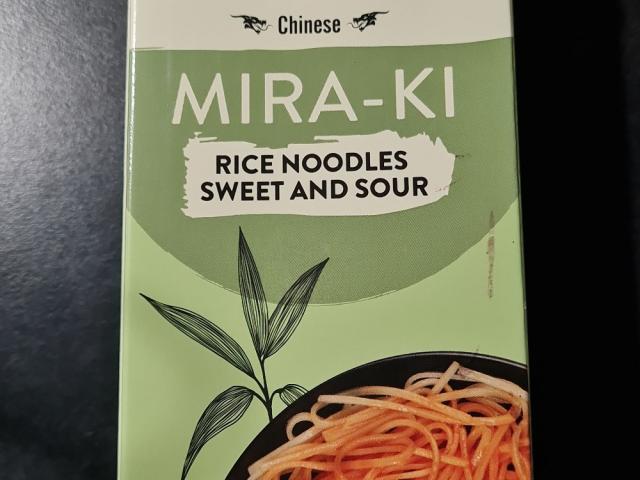 Chinese
MIRA-KI
RICE NOODLES
SWEET AND SOUR